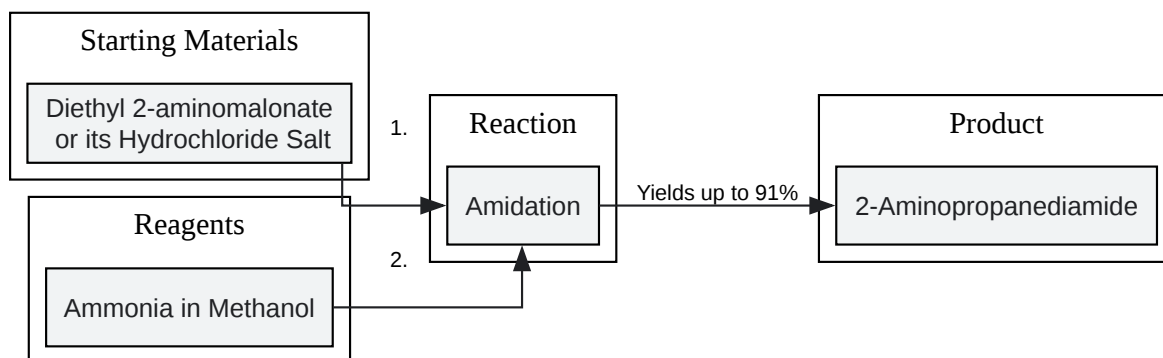 Starting Materials
Diethyl 2-aminomalonate
or its Hydrochloride Salt
1.
Reaction
Amidation
Yields up to 91%
Product
2-Aminopropanediamide
Reagents
2.
Ammonia in Methanol